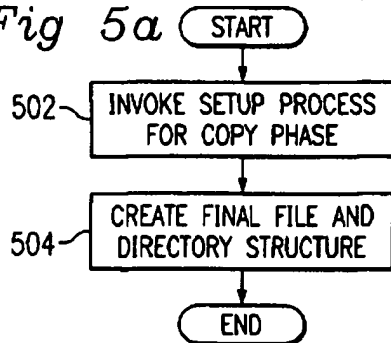 Fig 5a
START
502
INVOKE SETUP PROCESS
FOR COPY PHASE
504
CREATE FINAL FILE AND
DIRECTORY STRUCTURE
END